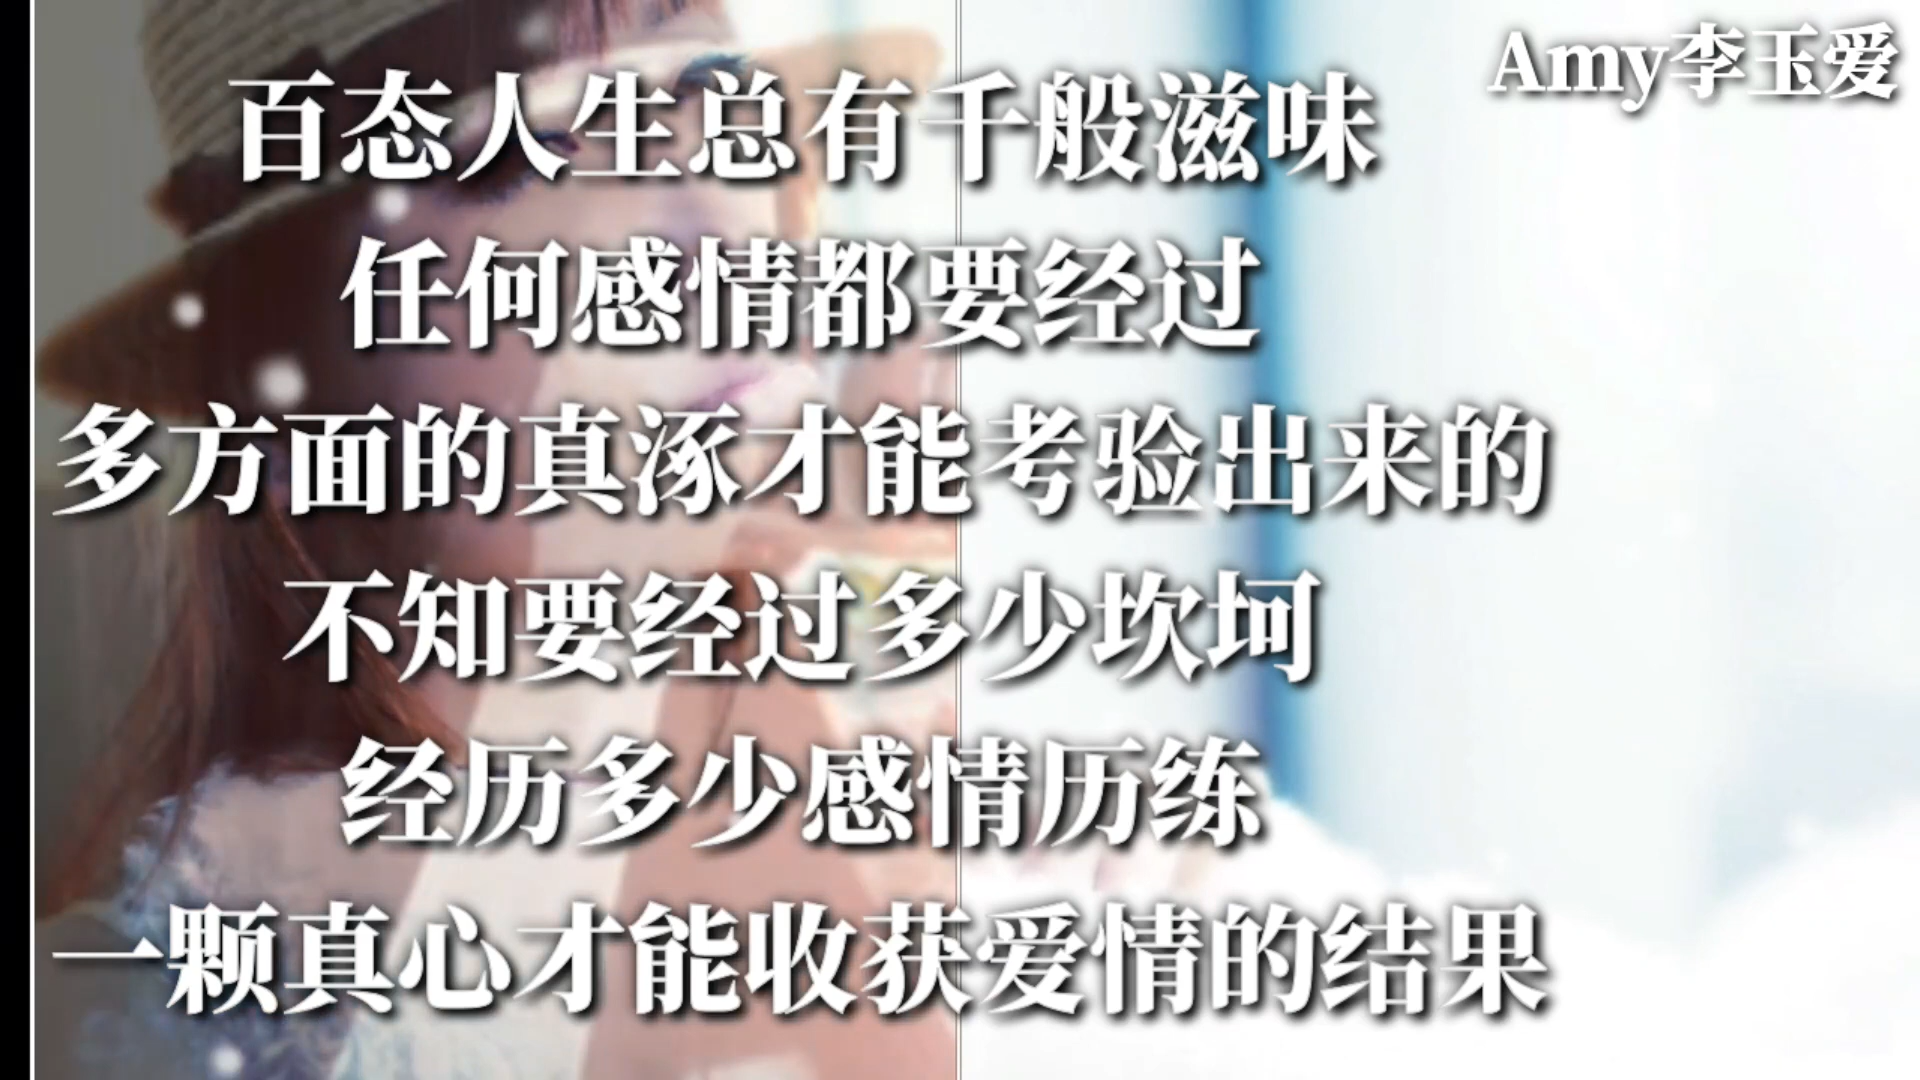 Amy李玉爱
百态人生总有千般滋味
任何感情都要经过
多方面的真涿才能考验出来的
不知要经过多少坎坷
经历多少感情历练
一颗真心才能收获爱情的结果